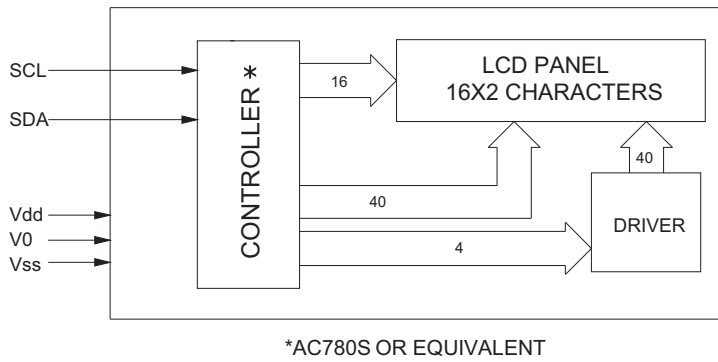 SCL
SDA
Vdd
V0
Vss
CONTROLLER *
16
40
4
LCD PANEL
16X2 CHARACTERS
40
DRIVER
*AC780S OR EQUIVALENT